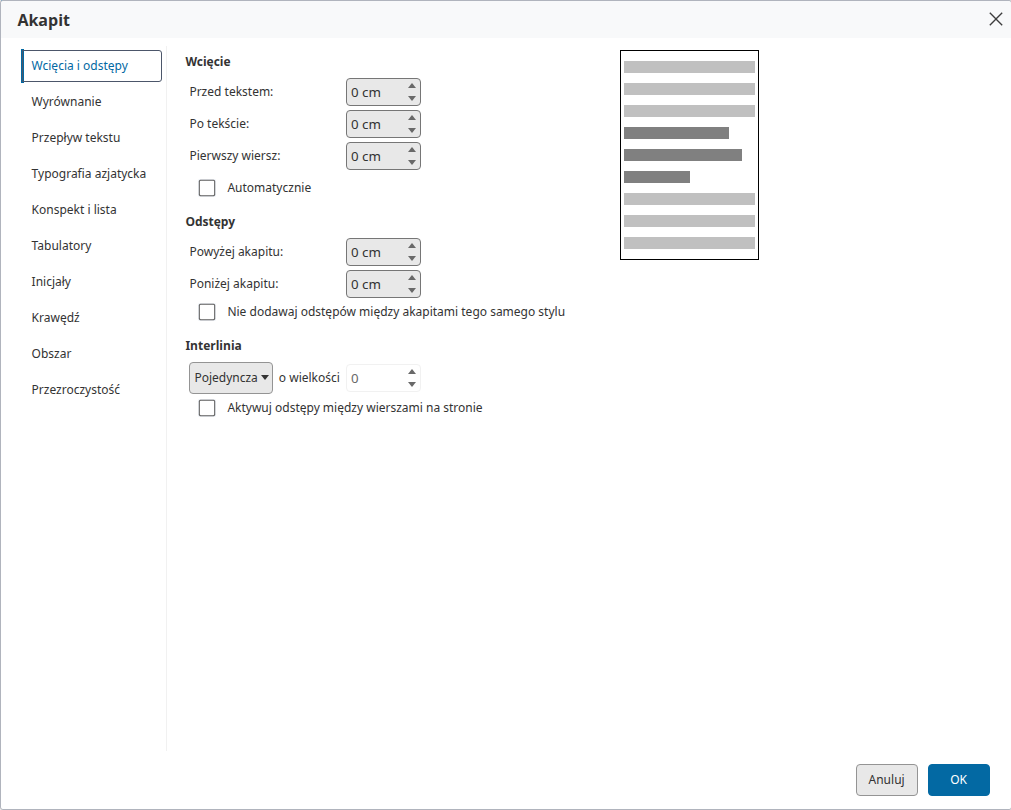 Akapit
Wcięcia i odstępy
Wyrównanie
Przepływ tekstu
Typografia azjatycka
Konspekt i lista
Tabulatory
Inicjały
Krawędź
Obszar
Przezroczystość
Wcięcie
Przed tekstem: 0 cm
Po tekście: 0 cm
Pierwszy wiersz: 0 cm
Automatycznie
Odstępy
Powyżej akapitu: 0 cm
Poniżej akapitu: 0 cm
Nie dodawaj odstępów między akapitami tego samego stylu
Interlinia
Pojedyncza o wielkości 0
Aktywuj odstępy między wierszami na stronie
Anuluj OK